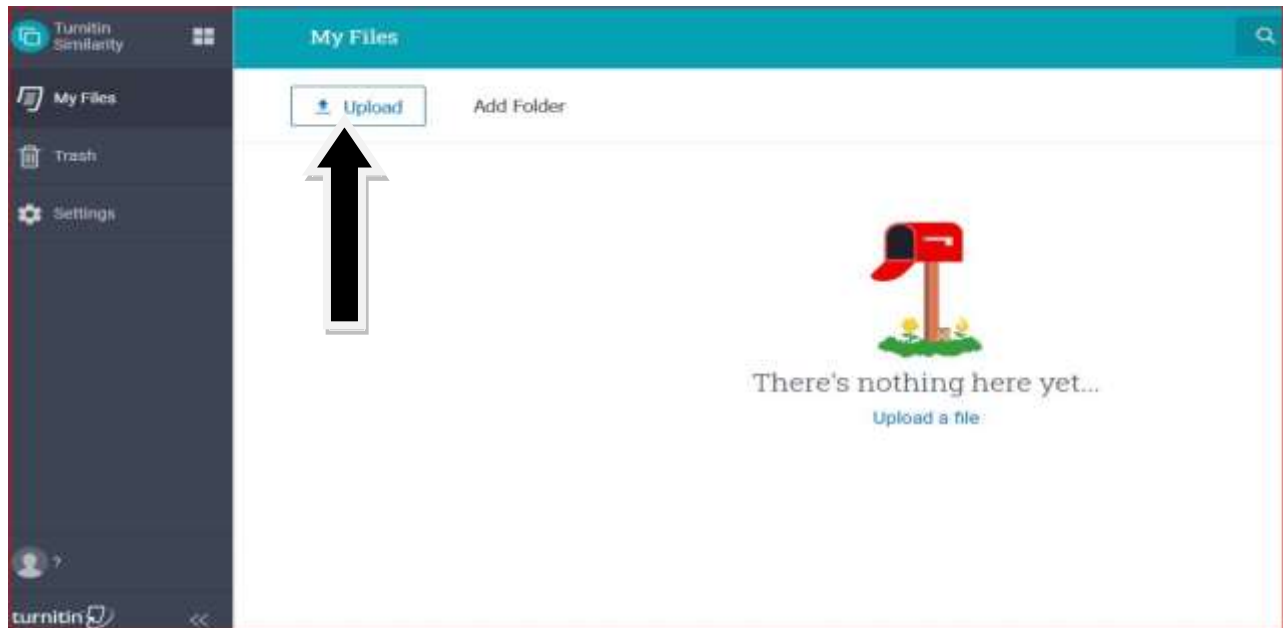 Turnitin
Similarity
My Files
Trash
Settings
?
turnitin
<<
My Files
Upload
Add Folder
There's nothing here yet...
Upload a file